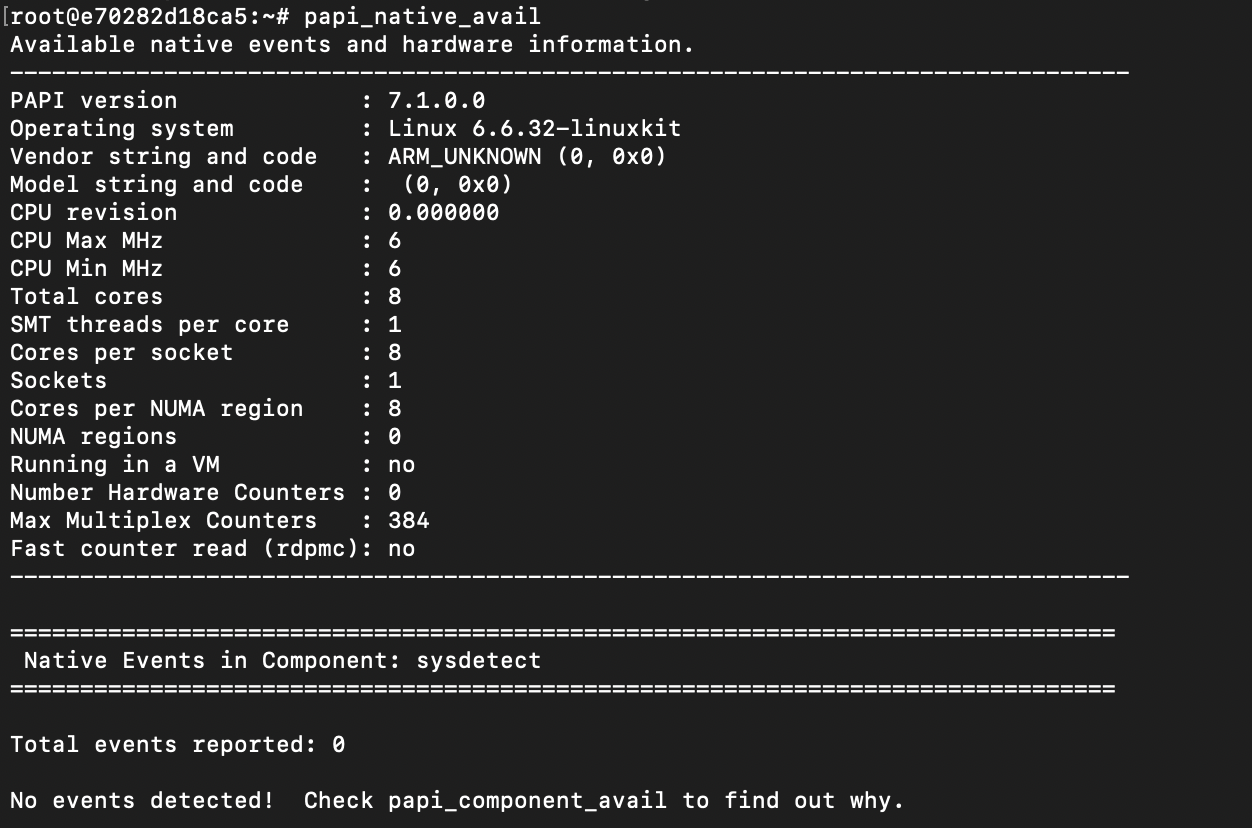 [root@e70282d18ca5:~# papi_native_avail
Available native events and hardware information.
--------------------------------------------------------------------------------
PAPI version             : 7.1.0.0
Operating system         : Linux 6.6.32-linuxkit
Vendor string and code   : ARM_UNKNOWN (0, 0x0)
Model string and code    :  (0, 0x0)
CPU revision             : 0.000000
CPU Max MHz              : 6
CPU Min MHz              : 6
Total cores              : 8
SMT threads per core     : 1
Cores per socket         : 8
Sockets                  : 1
Cores per NUMA region    : 8
NUMA regions             : 0
Running in a VM          : no
Number Hardware Counters : 0
Max Multiplex Counters   : 384
Fast counter read (rdpmc): no
--------------------------------------------------------------------------------
===============================================================================
 Native Events in Component: sysdetect
===============================================================================
Total events reported: 0
No events detected!  Check papi_component_avail to find out why.